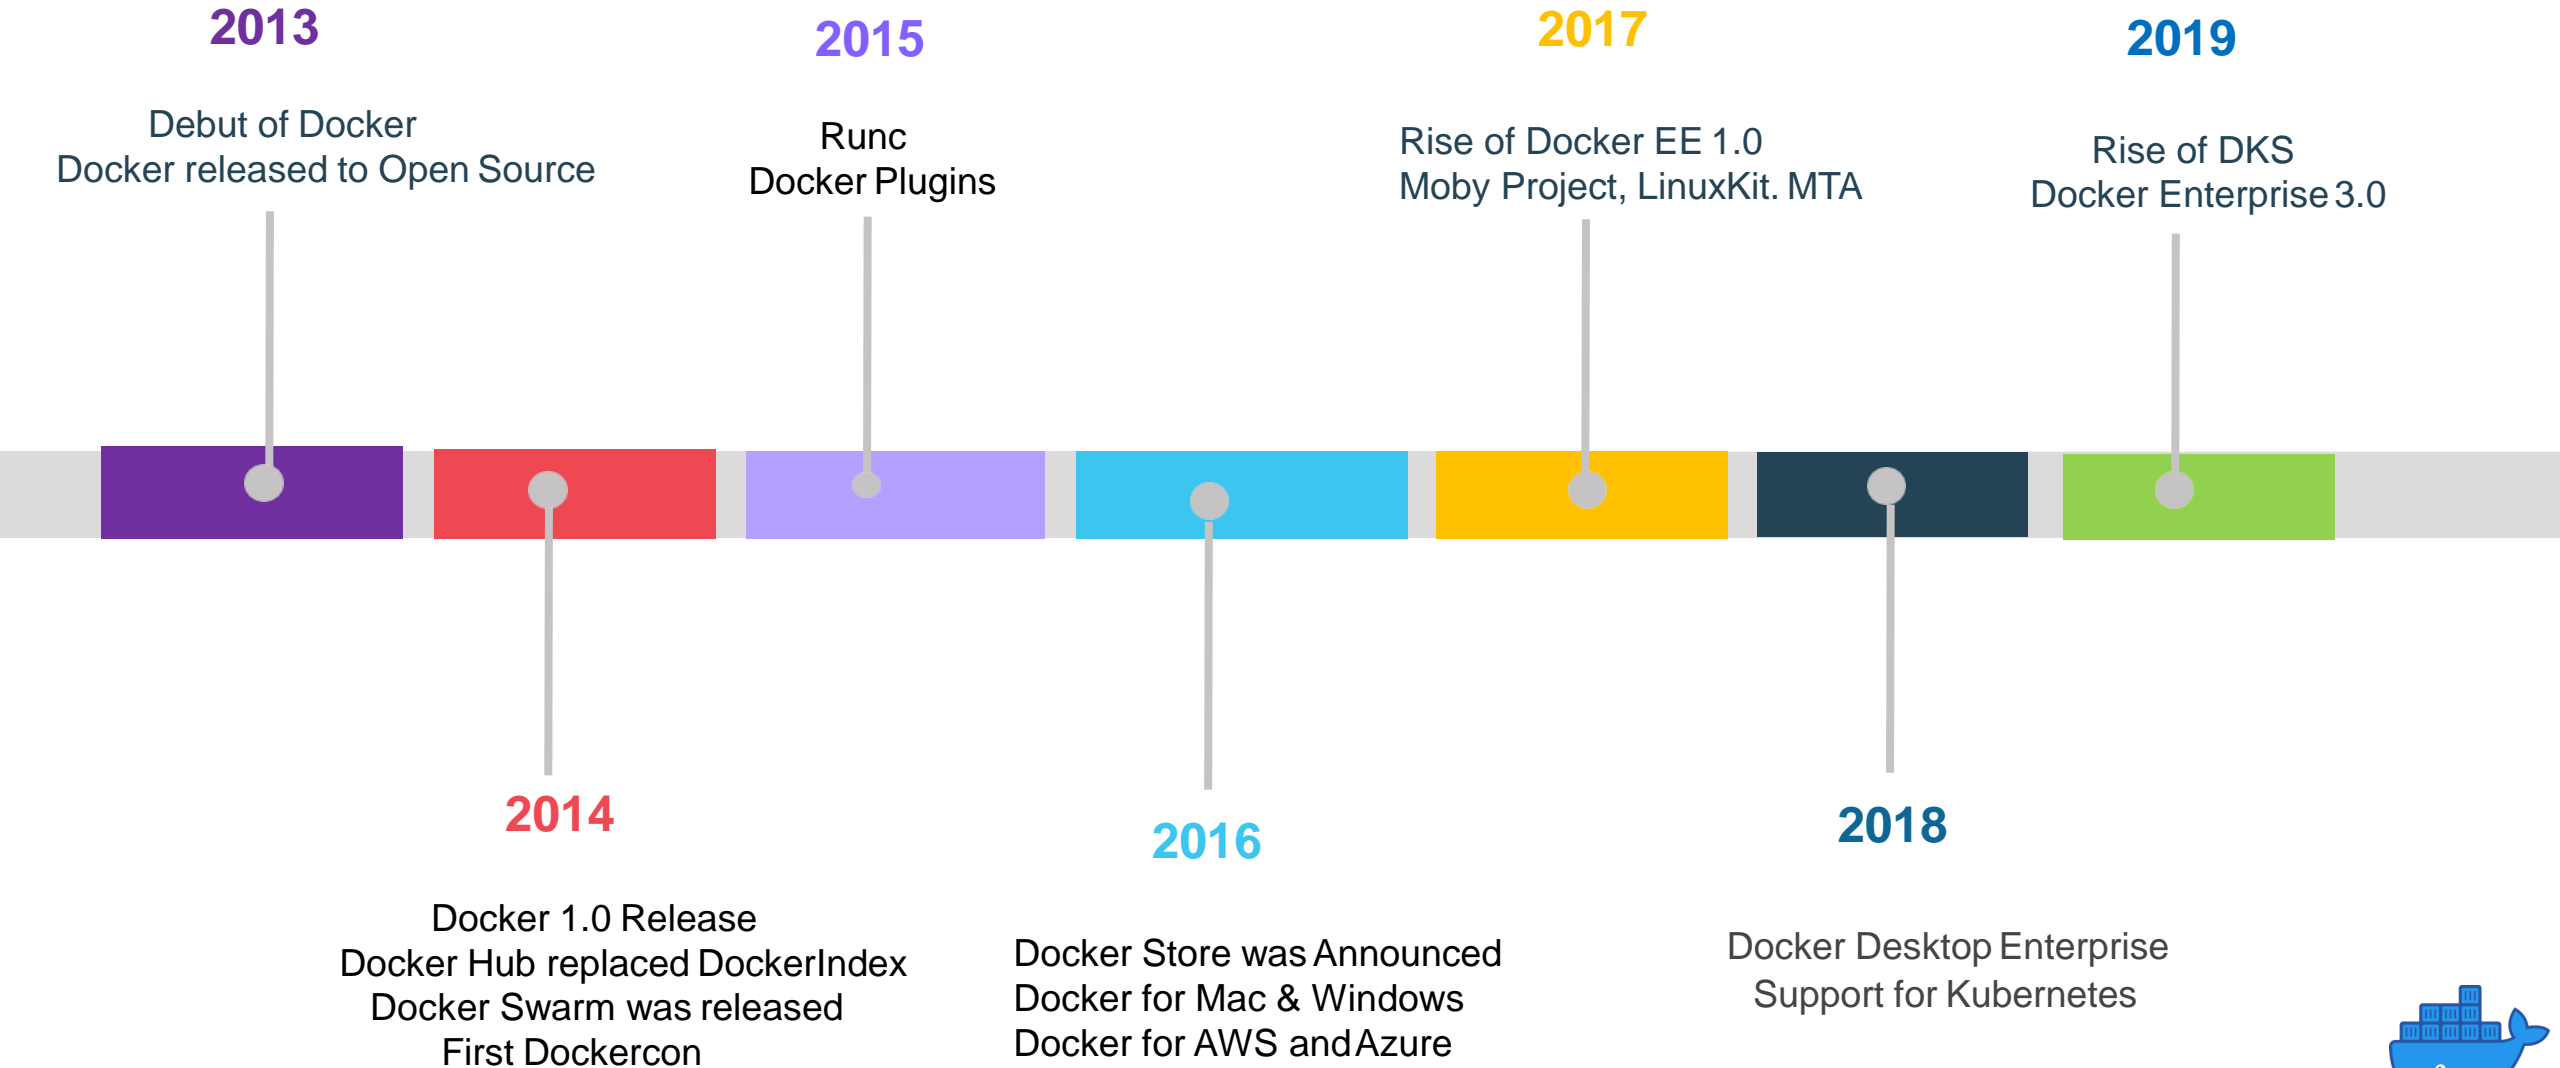 2013
Debut of Docker
Docker released to Open Source
2014
Docker 1.0 Release
Docker Hub replaced DockerIndex
Docker Swarm was released
First Dockercon
2015
Runc
Docker Plugins
2016
Docker Store was Announced
Docker for Mac & Windows
Docker for AWS and Azure
2017
Rise of Docker EE 1.0
Moby Project, LinuxKit. MTA
2018
Docker Desktop Enterprise
Support for Kubernetes
2019
Rise of DKS
Docker Enterprise 3.0